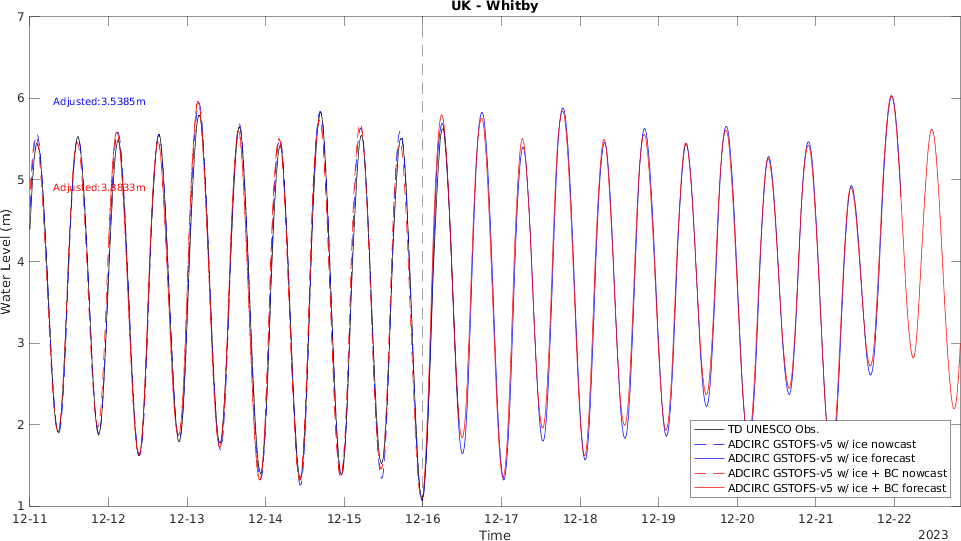 UK - Whitby
7
6
5
4
3
2
1
Water Level (m)
Adjusted:3.5385m
Adjusted:3.3833m
TD UNESCO Obs.
ADCIRC GSTOFS-v5 w/ ice nowcast
ADCIRC GSTOFS-v5 w/ ice forecast
ADCIRC GSTOFS-v5 w/ ice + BC nowcast
ADCIRC GSTOFS-v5 w/ ice + BC forecast
12-11 12-12 12-13 12-14 12-15 12-16 12-17 12-18 12-19 12-20 12-21 12-22
Time
2023